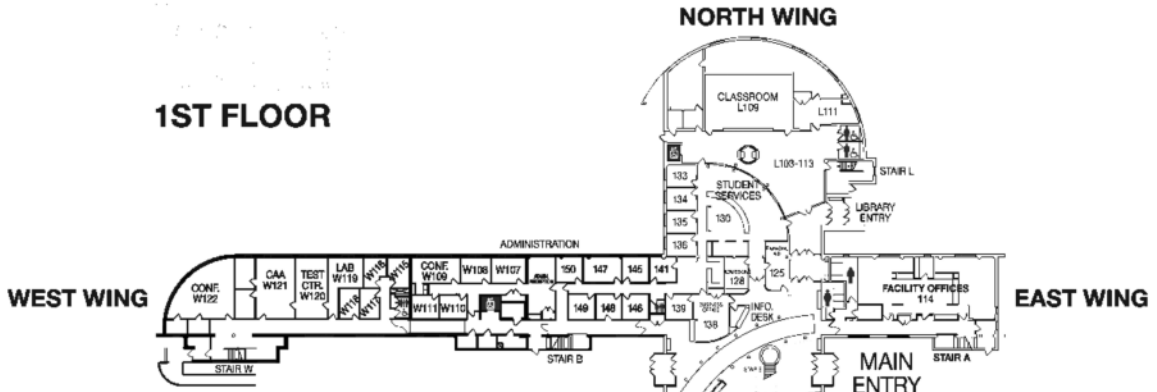 NORTH WING
1ST FLOOR
CLASSROOM
L109
L111
L103-113
STAIR L
STUDENT
SERVICES
133
134
130
135
136
LIBRARY
ENTRY
ADMINISTRATION
WEST WING
CONF.
W122
CAA
W121
TEST
CTR.
W120
LAB
W119
W118
W116
W117
W115
CONF.
W109
W108
W107
W111
W110
150
147
145
141
149
148
146
139
138
128
125
INFO.
DESK
FACILITY OFFICES
114
EAST WING
STAIR W
STAIR B
STAIR A
MAIN
ENTRY